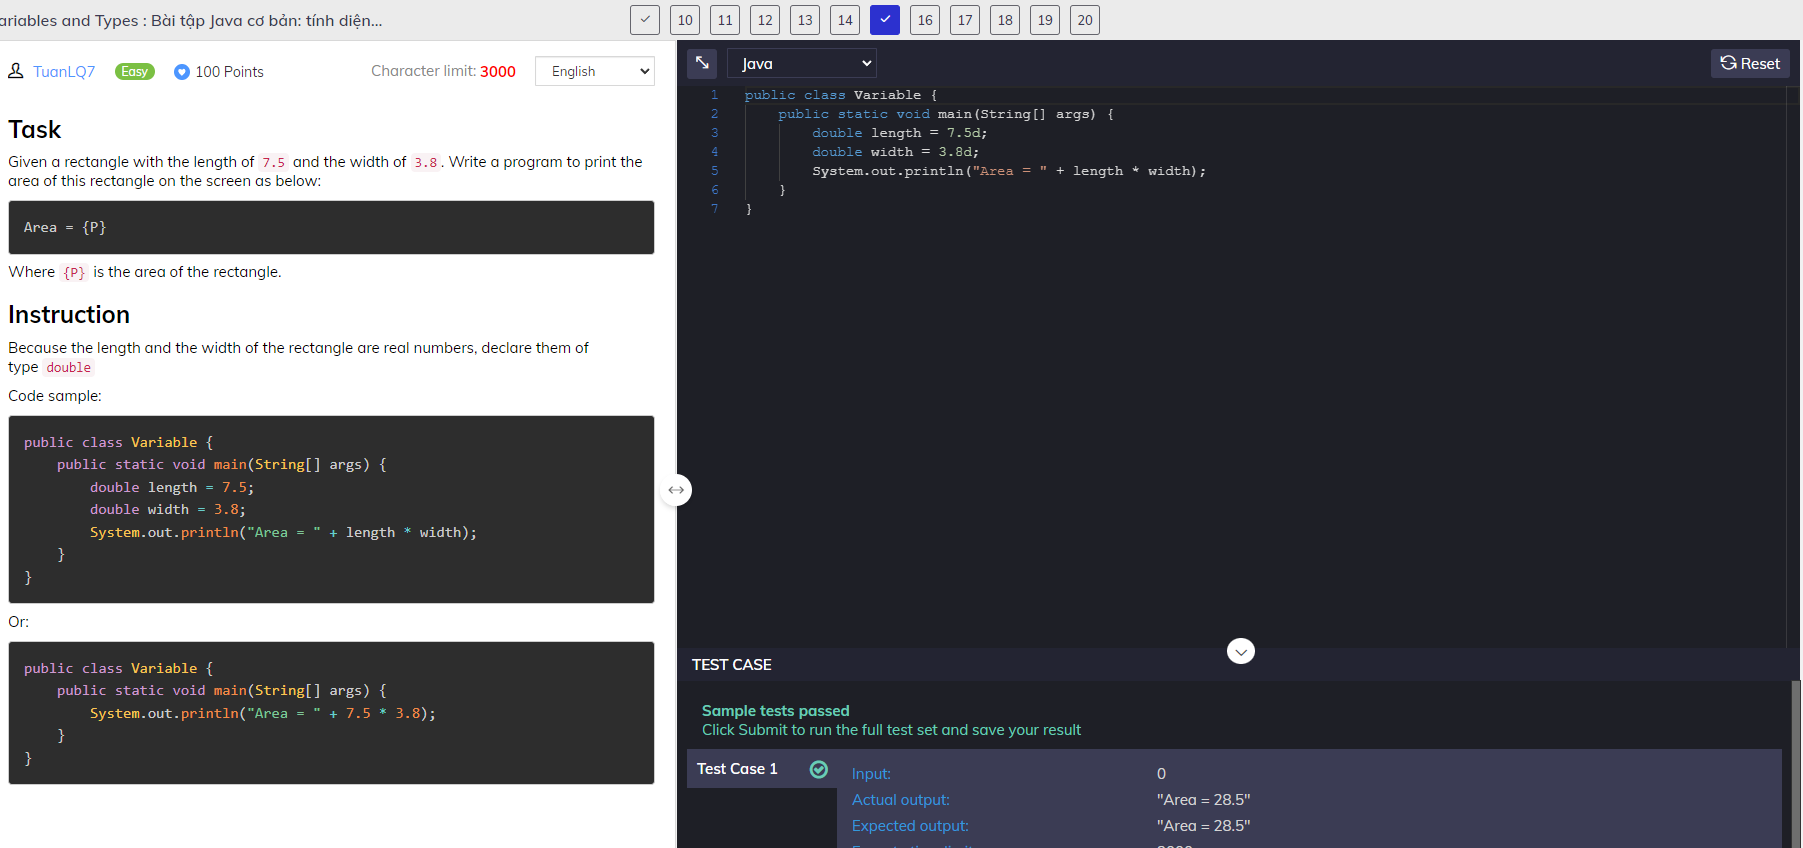 ariables and Types : Bài tập Java cơ bản: tính diện...
10 11 12 13 14 16 17 18 19 20
TuanLQ7 Easy 100 Points Character limit: 3000 English
Task
Given a rectangle with the length of 7.5 and the width of 3.8. Write a program to print the
area of this rectangle on the screen as below:
Area = {P}
Where {P} is the area of the rectangle.
Instruction
Because the length and the width of the rectangle are real numbers, declare them of
type double
Code sample:
public class Variable {
    public static void main(String[] args) {
        double length = 7.5;
        double width = 3.8;
        System.out.println("Area = " + length * width);
    }
}
Or:
public class Variable {
    public static void main(String[] args) {
        System.out.println("Area = " + 7.5 * 3.8);
    }
}
Java Reset
1 public class Variable {
2     public static void main(String[] args) {
3         double length = 7.5d;
4         double width = 3.8d;
5         System.out.println("Area = " + length * width);
6     }
7 }
TEST CASE
Sample tests passed
Click Submit to run the full test set and save your result
Test Case 1
Input: 0
Actual output: "Area = 28.5"
Expected output: "Area = 28.5"